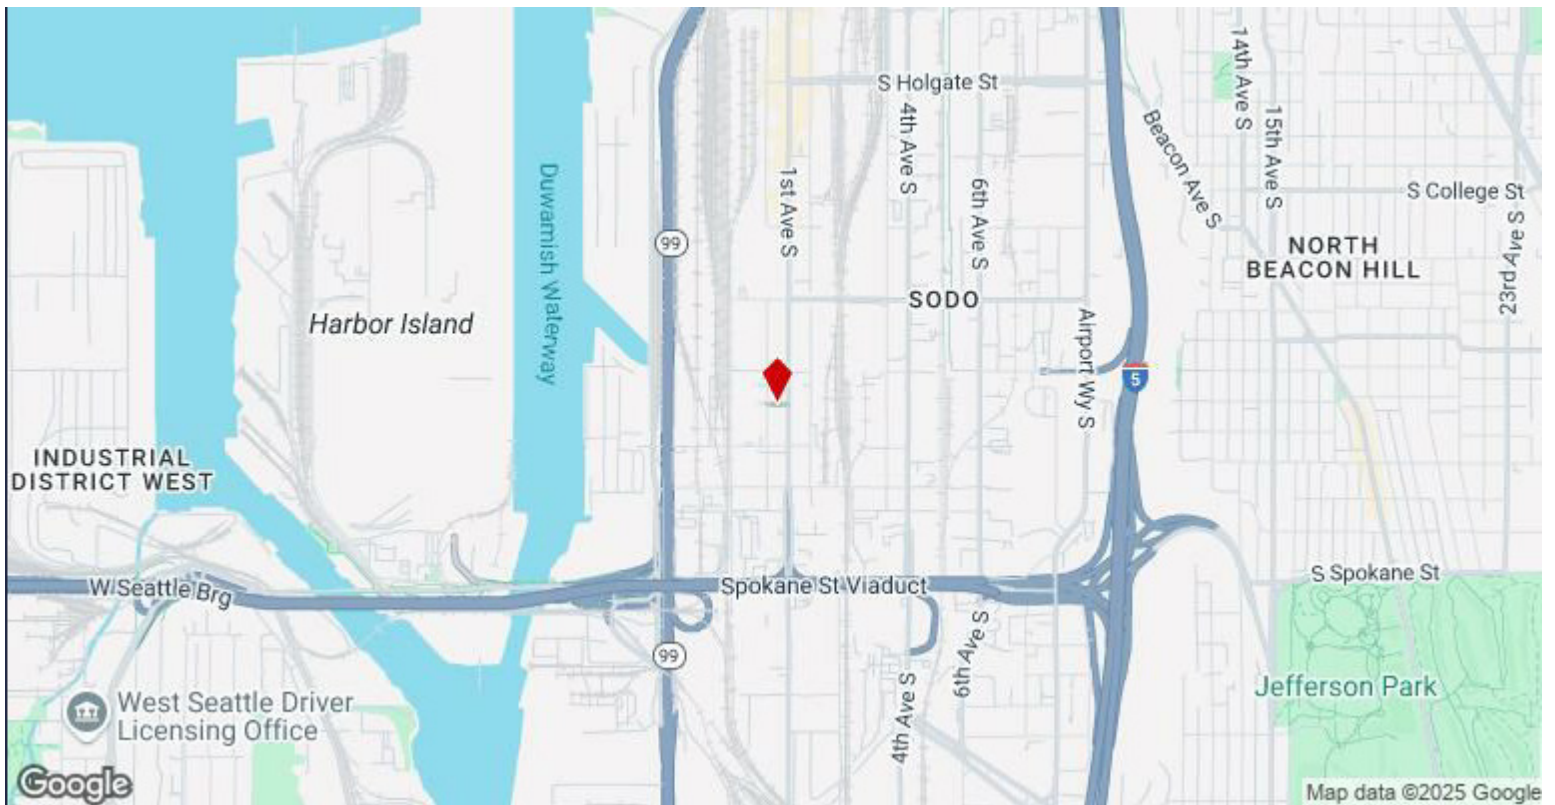 S Holgate St
14th Ave S
15th Ave S
4th Ave S
Beacon Ave S
1st Ave S
6th Ave S
S College St
23rd Ave S
Duwamish Waterway
99
NORTH
BEACON HILL
SODO
Harbor Island
Airport Wy S
5
INDUSTRIAL
DISTRICT WEST
W Seattle Brg
Spokane St Viaduct
S Spokane St
99
6th Ave S
4th Ave S
Jefferson Park
West Seattle Driver
Licensing Office
Google
Map data ©2025 Google